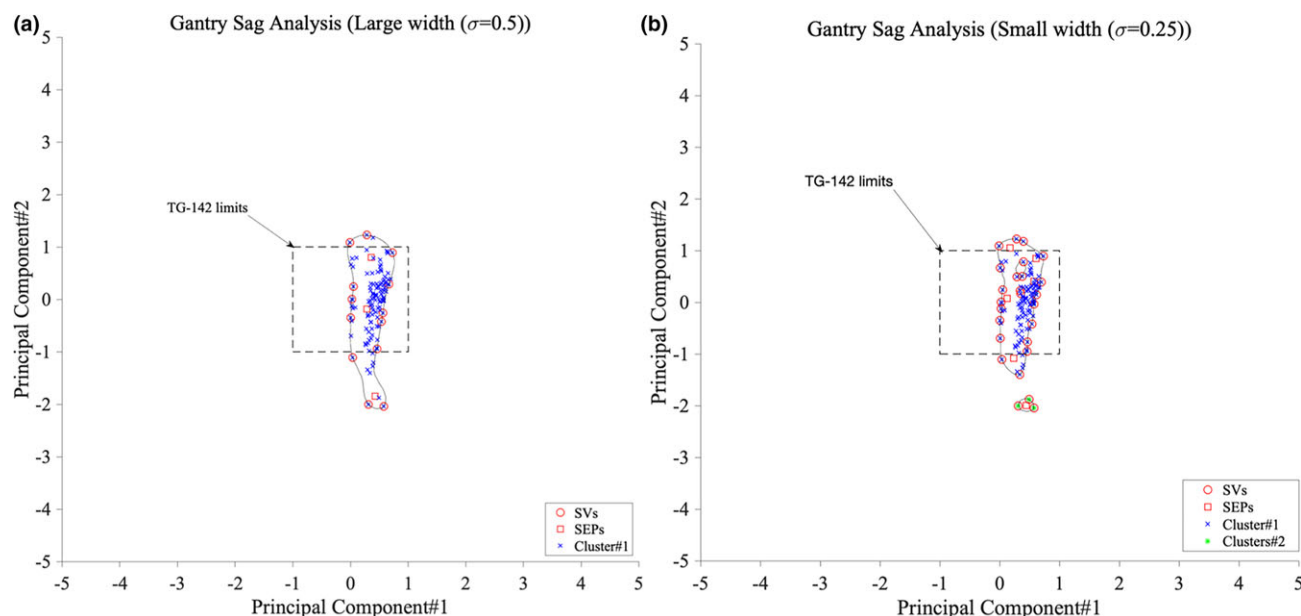 (a)
Gantry Sag Analysis (Large width (σ=0.5))
5
4
3
2
1
0
-1
-2
-3
-4
-5
Principal Component#2
TG-142 limits
SVs
SEPs
Cluster#1
-5 -4 -3 -2 -1 0 1 2 3 4 5
Principal Component#1
(b)
Gantry Sag Analysis (Small width (σ=0.25))
5
4
3
2
1
0
-1
-2
-3
-4
-5
Principal Component#2
TG-142 limits
SVs
SEPs
Cluster#1
Clusters#2
-5 -4 -3 -2 -1 0 1 2 3 4 5
Principal Component#1